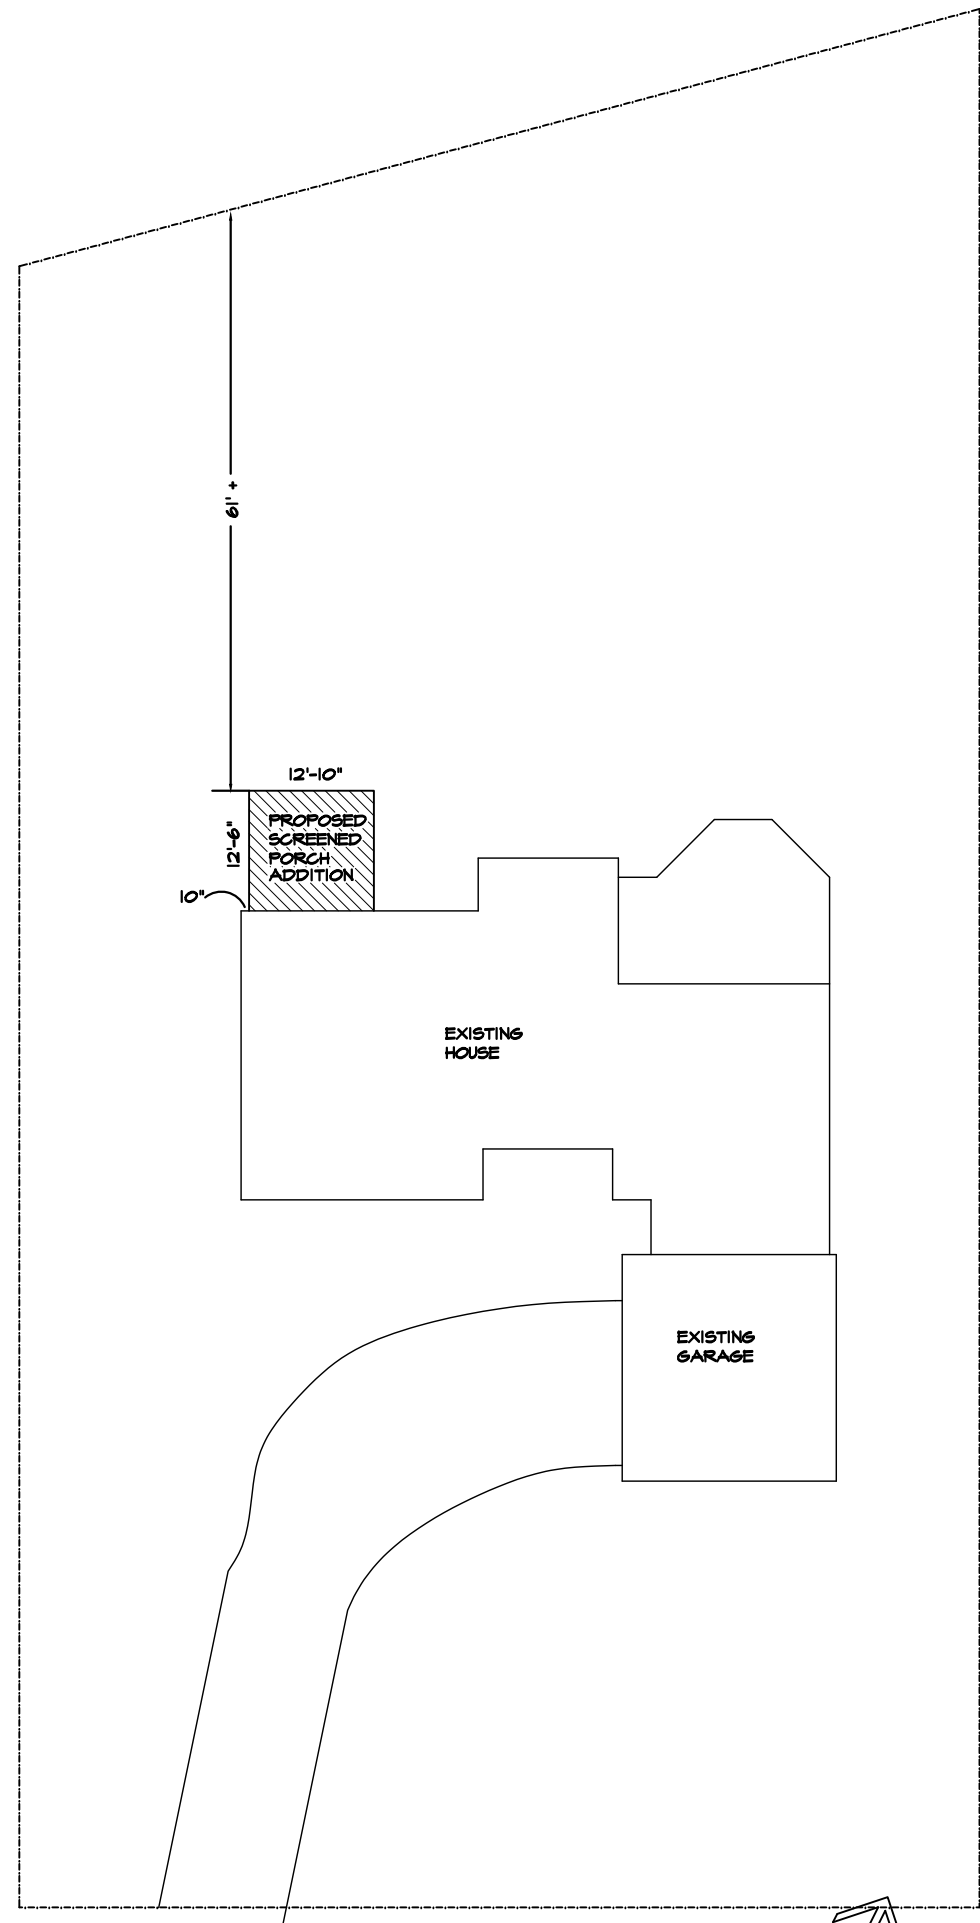 61' +
12'-10"
12'-6"
PROPOSED
SCREENED
PORCH
ADDITION
10"
EXISTING
HOUSE
EXISTING
GARAGE